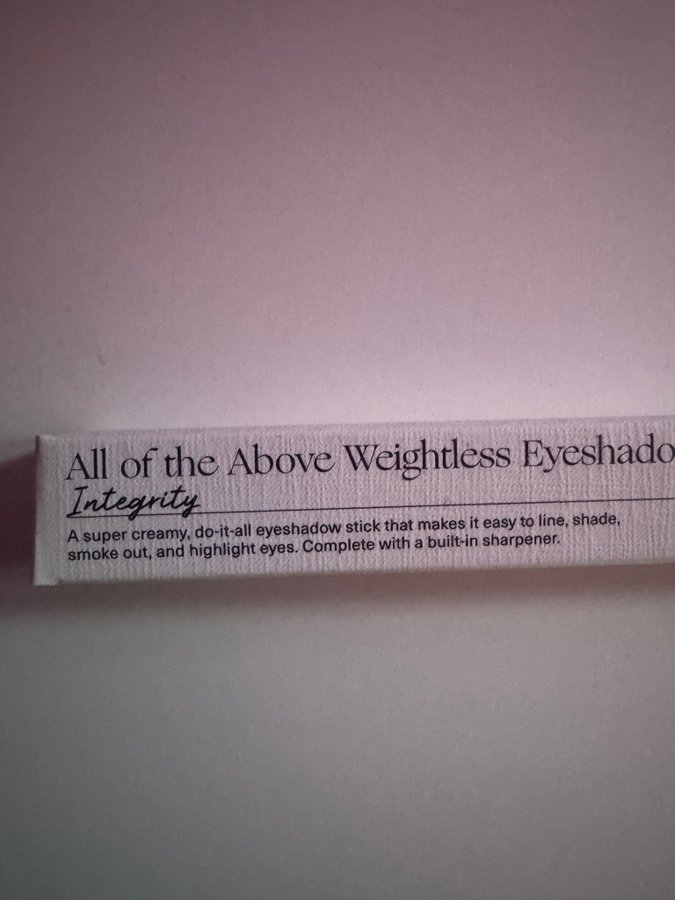 All of the Above Weightless Eyeshado
Integrity
A super creamy, do-it-all eyeshadow stick that makes it easy to line, shade,
smoke out, and highlight eyes. Complete with a built-in sharpener.